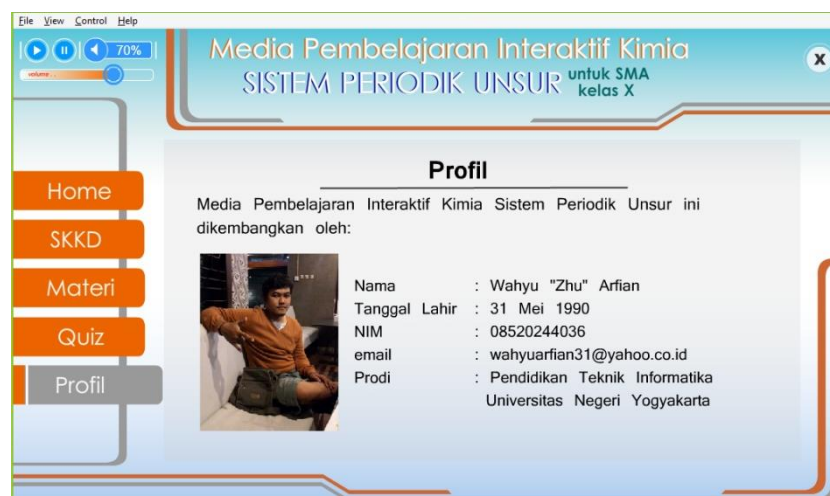 File View Control Help
70%
volume . .
Media Pembelajaran Interaktif Kimia
SISTEM PERIODIK UNSUR untuk SMA
kelas X
X
Home
SKKD
Materi
Quiz
Profil
Profil
Media Pembelajaran Interaktif Kimia Sistem Periodik Unsur ini
dikembangkan oleh:
Nama : Wahyu "Zhu" Arfian
Tanggal Lahir : 31 Mei 1990
NIM : 08520244036
email : wahyuarfian31@yahoo.co.id
Prodi : Pendidikan Teknik Informatika
Universitas Negeri Yogyakarta